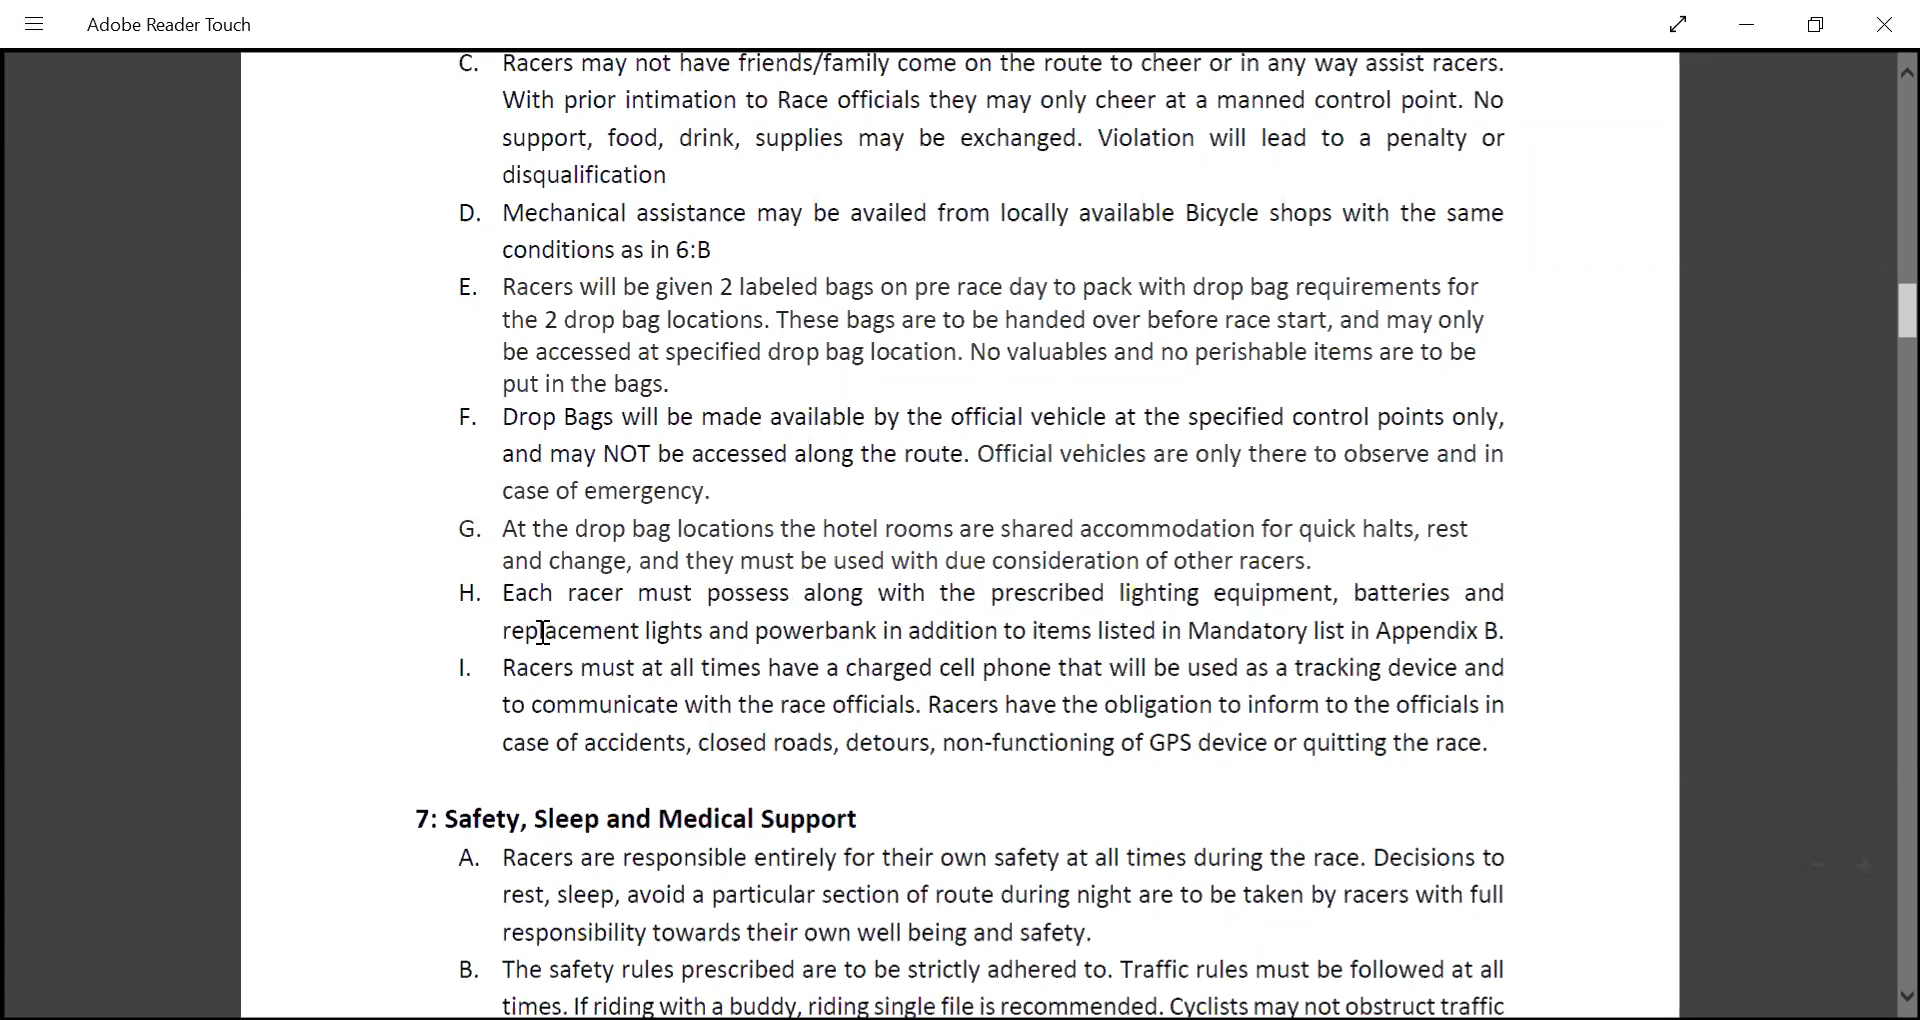 Adobe Reader Touch
C. Racers may not have friends/family come on the route to cheer or in any way assist racers.
With prior intimation to Race officials they may only cheer at a manned control point. No
support, food, drink, supplies may be exchanged. Violation will lead to a penalty or
disqualification
D. Mechanical assistance may be availed from locally available Bicycle shops with the same
conditions as in 6:B
E. Racers will be given 2 labeled bags on pre race day to pack with drop bag requirements for
the 2 drop bag locations. These bags are to be handed over before race start, and may only
be accessed at specified drop bag location. No valuables and no perishable items are to be
put in the bags.
F. Drop Bags will be made available by the official vehicle at the specified control points only,
and may NOT be accessed along the route. Official vehicles are only there to observe and in
case of emergency.
G. At the drop bag locations the hotel rooms are shared accommodation for quick halts, rest
and change, and they must be used with due consideration of other racers.
H. Each racer must possess along with the prescribed lighting equipment, batteries and
replacement lights and powerbank in addition to items listed in Mandatory list in Appendix B.
I. Racers must at all times have a charged cell phone that will be used as a tracking device and
to communicate with the race officials. Racers have the obligation to inform to the officials in
case of accidents, closed roads, detours, non-functioning of GPS device or quitting the race.
7: Safety, Sleep and Medical Support
A. Racers are responsible entirely for their own safety at all times during the race. Decisions to
rest, sleep, avoid a particular section of route during night are to be taken by racers with full
responsibility towards their own well being and safety.
B. The safety rules prescribed are to be strictly adhered to. Traffic rules must be followed at all
times. If riding with a buddy, riding single file is recommended. Cyclists may not obstruct traffic